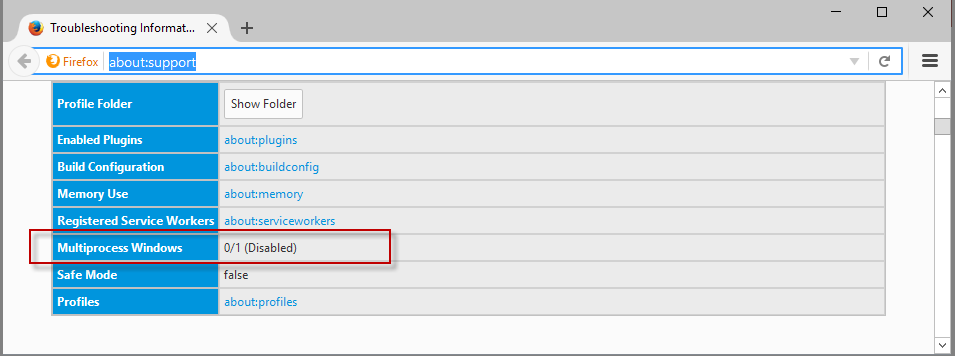 Troubleshooting Informat...
Firefox about:support
Profile Folder Show Folder
Enabled Plugins about:plugins
Build Configuration about:buildconfig
Memory Use about:memory
Registered Service Workers about:serviceworkers
Multiprocess Windows 0/1 (Disabled)
Safe Mode false
Profiles about:profiles